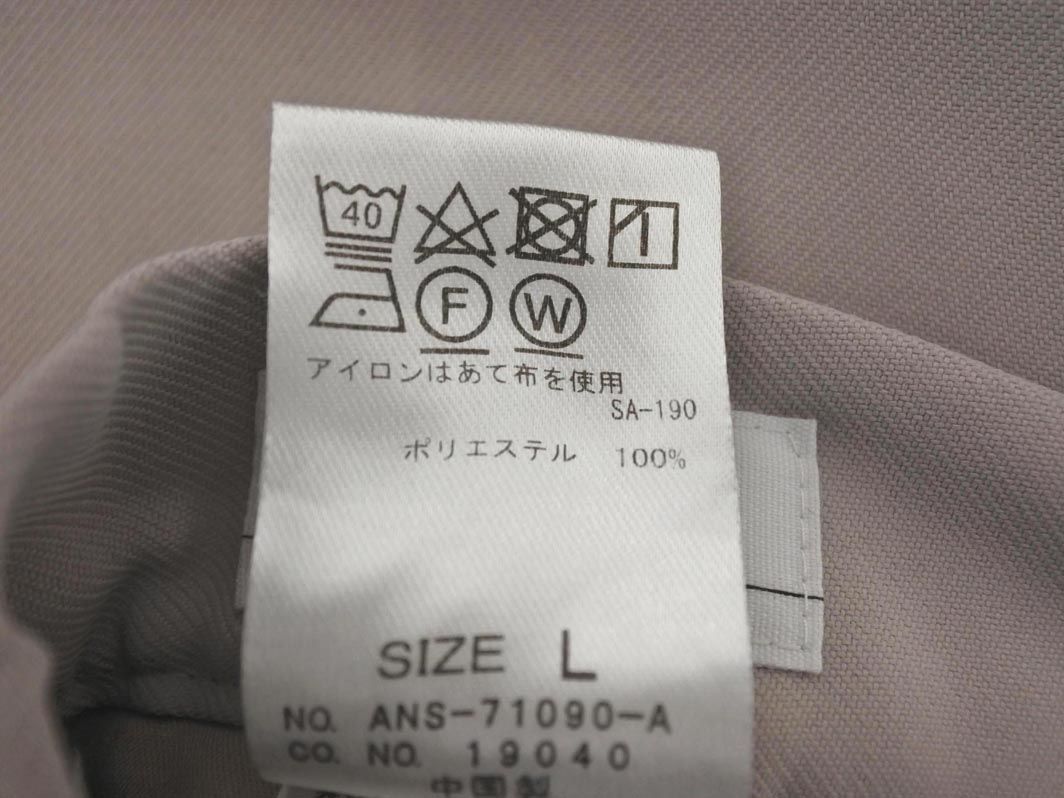 40
F W
アイロンはあて布を使用
SA-190
ポリエステル 100%
SIZE L
NO. ANS-71090-A
CO. NO. 19040
中国製